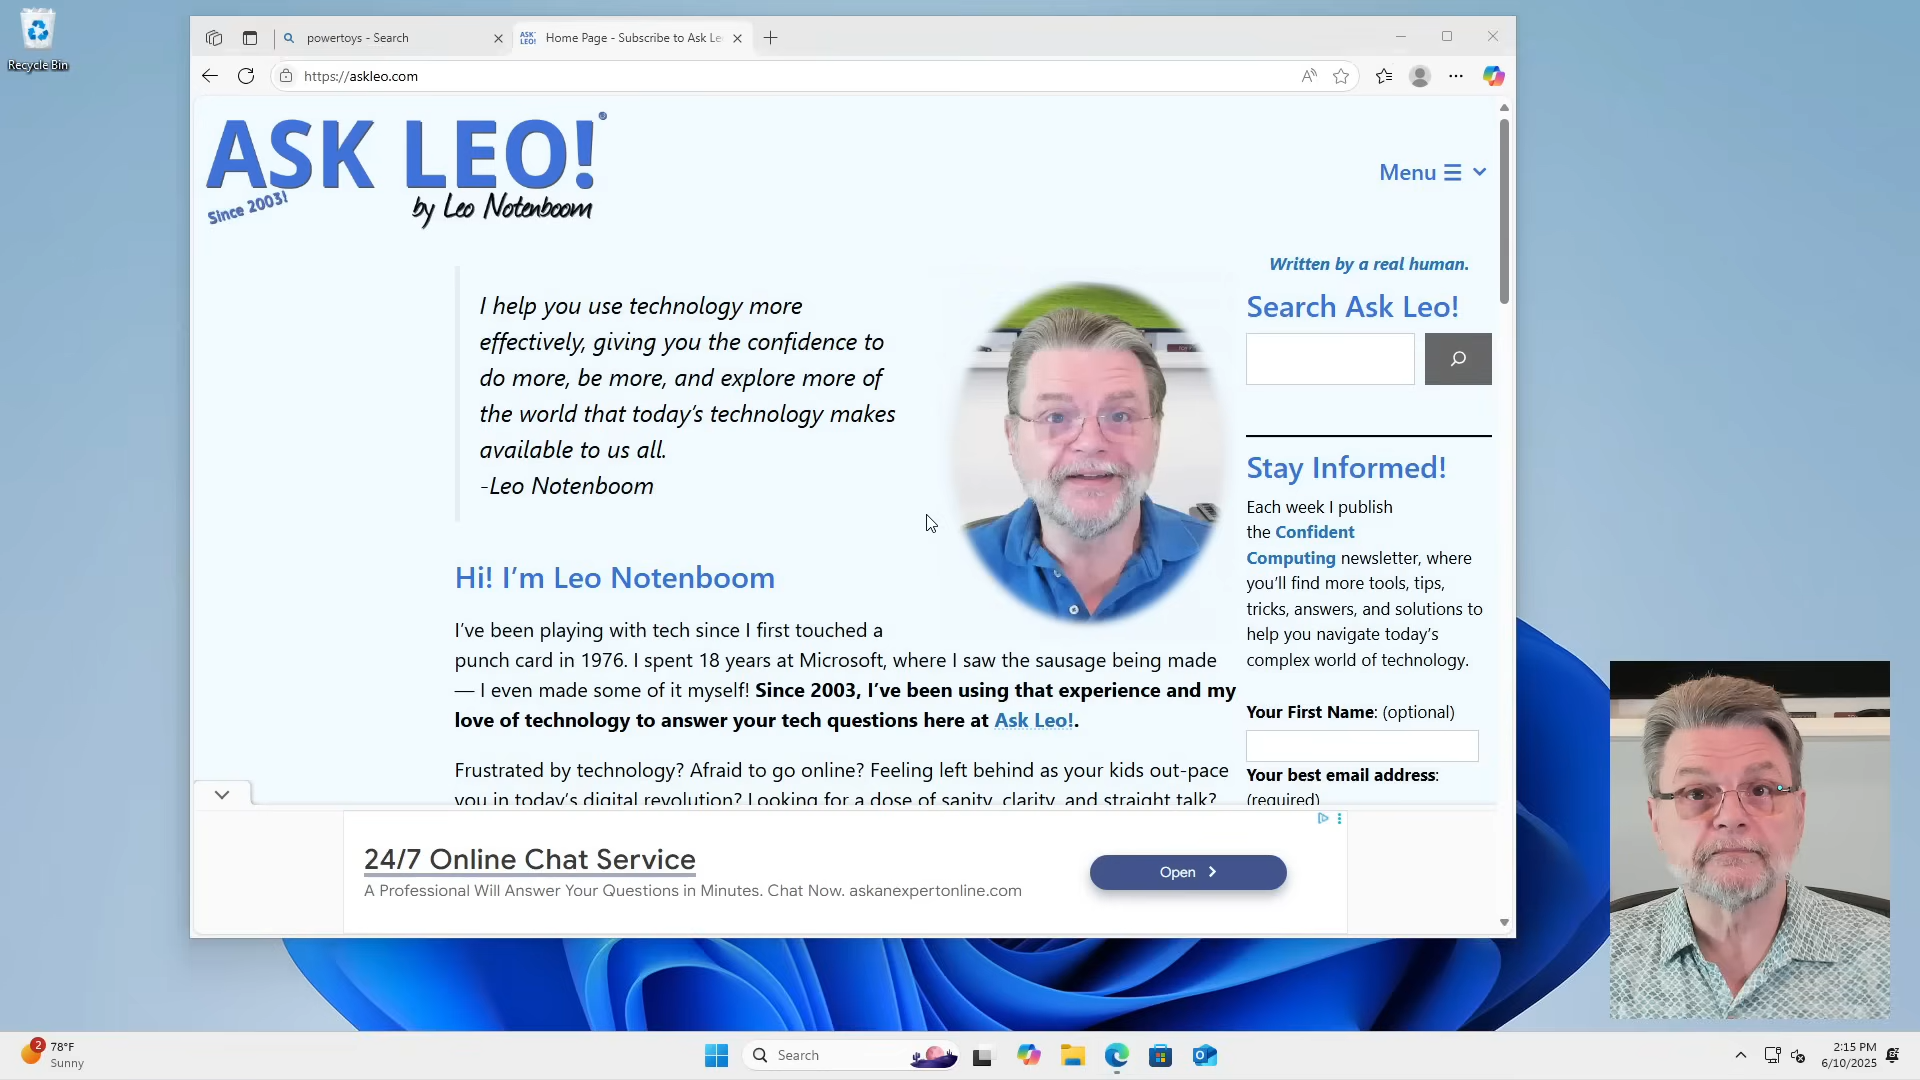 Recycle Bin
powertoys - Search
Home Page - Subscribe to Ask Le
https://askleo.com
ASK LEO!
Since 2003!
by Leo Notenboom
Menu
I help you use technology more
effectively, giving you the confidence to
do more, be more, and explore more of
the world that today's technology makes
available to us all.
-Leo Notenboom
Hi! I'm Leo Notenboom
I've been playing with tech since I first touched a
punch card in 1976. I spent 18 years at Microsoft, where I saw the sausage being made
— I even made some of it myself! Since 2003, I've been using that experience and my
love of technology to answer your tech questions here at Ask Leo!.
Frustrated by technology? Afraid to go online? Feeling left behind as your kids out-pace
you in today's digital revolution? Looking for a dose of sanity, clarity, and straight talk?
Written by a real human.
Search Ask Leo!
Stay Informed!
Each week I publish
the Confident
Computing newsletter, where
you'll find more tools, tips,
tricks, answers, and solutions to
help you navigate today's
complex world of technology.
Your First Name: (optional)
Your best email address:
(required)
24/7 Online Chat Service
A Professional Will Answer Your Questions in Minutes. Chat Now. askanexpertonline.com
Open
2
78°F
Sunny
Search
2:15 PM
6/10/2025